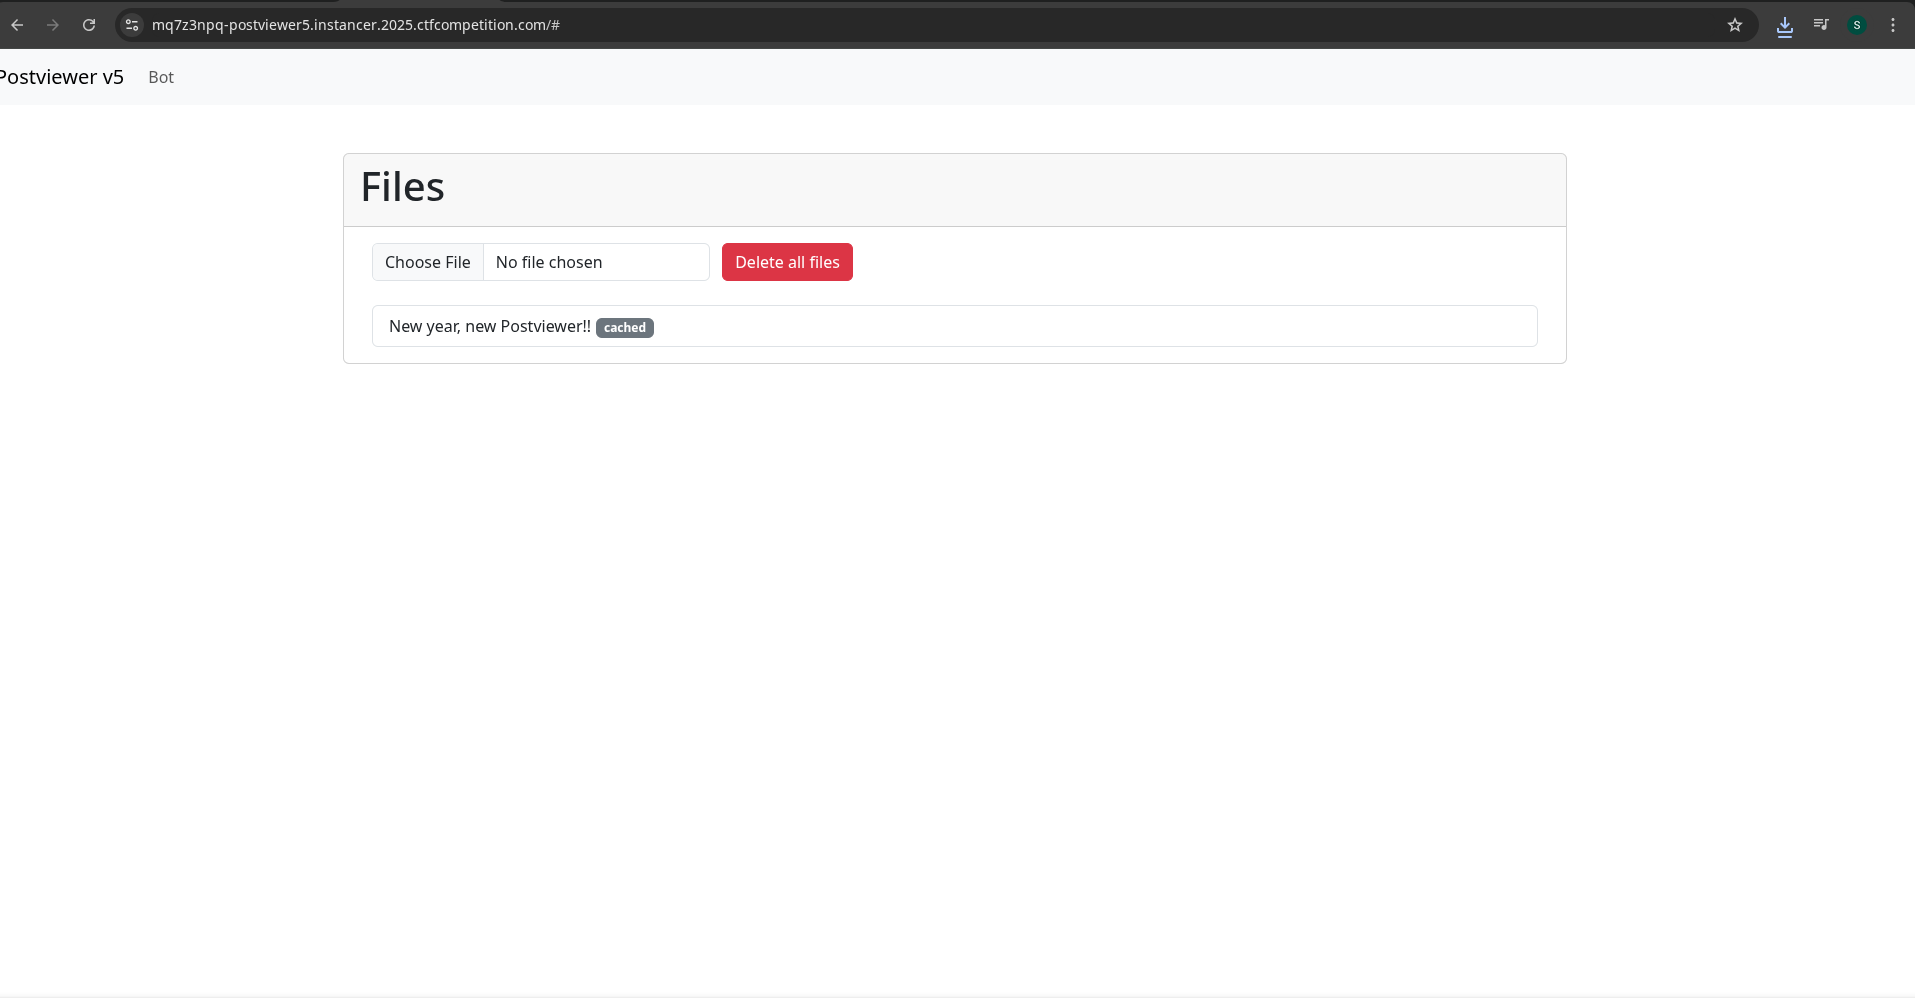 mq7z3npq-postviewer5.instancer.2025.ctfcompetition.com/#
S
Postviewer v5 Bot
Files
Choose File No file chosen Delete all files
New year, new Postviewer!! cached